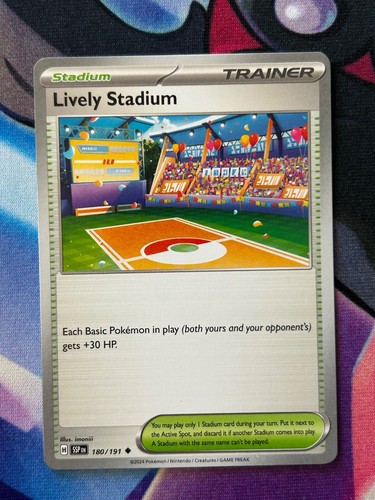 Stadium
TRAINER
Lively Stadium
Each Basic Pokémon in play (both yours and your opponent's)
gets +30 HP.
You may play only 1 Stadium card during your turn. Put it next to
the Active Spot, and discard it if another Stadium comes into play.
A Stadium with the same name can't be played.
Illus. imoniii
H SSP EN 180/191
©2024 Pokémon / Nintendo / Creatures / GAME FREAK